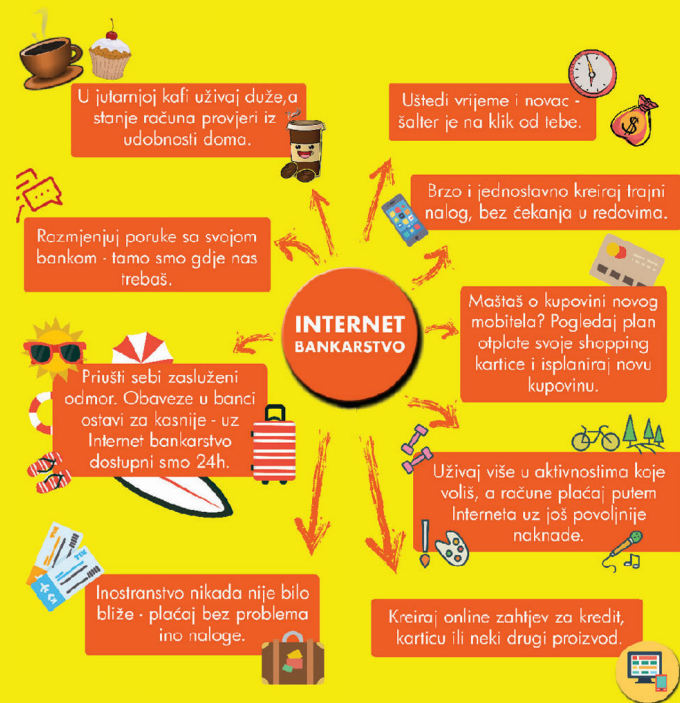 U jutarnjoj kafi uživaj duže,a
stanje računa provjeri iz
udobnosti doma.
Uštedi vrijeme i novac -
šalter je na klik od tebe.
Brzo i jednostavno kreiraj trajni
nalog, bez čekanja u redovima.
Razmjenjuj poruke sa svojom
bankom - tamo smo gdje nas
trebaš.
INTERNET
BANKARSTVO
Maštaš o kupovini novog
mobitela? Pogledaj plan
otplate svoje shopping
kartice i isplaniraj novu
kupovinu.
Priušti sebi zasluženi
odmor. Obaveze u banci
ostavi za kasnije - uz
Internet bankarstvo
dostupni smo 24h.
Uživaj više u aktivnostima koje
voliš, a račune plaćaj putem
Interneta uz još povoljnije
naknade.
Inostranstvo nikada nije bilo
bliže - plaćaj bez problema
ino naloge.
Kreiraj online zahtjev za kredit,
karticu ili neki drugi proizvod.